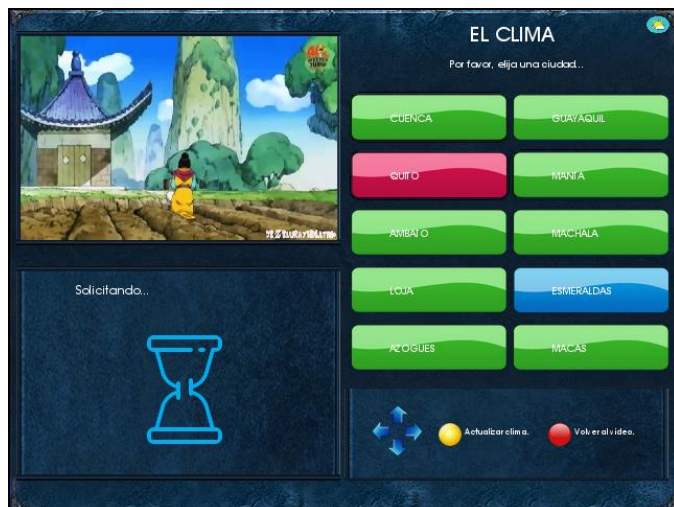 EL CLIMA
Por favor, elija una ciudad...
CUENCA
GUAYAQUIL
QUITO
MANTA
AMBATO
MACHALA
LOJA
ESMERALDAS
AZOGUES
MACAS
Solicitando...
Actualizar clima.
Volver al video.